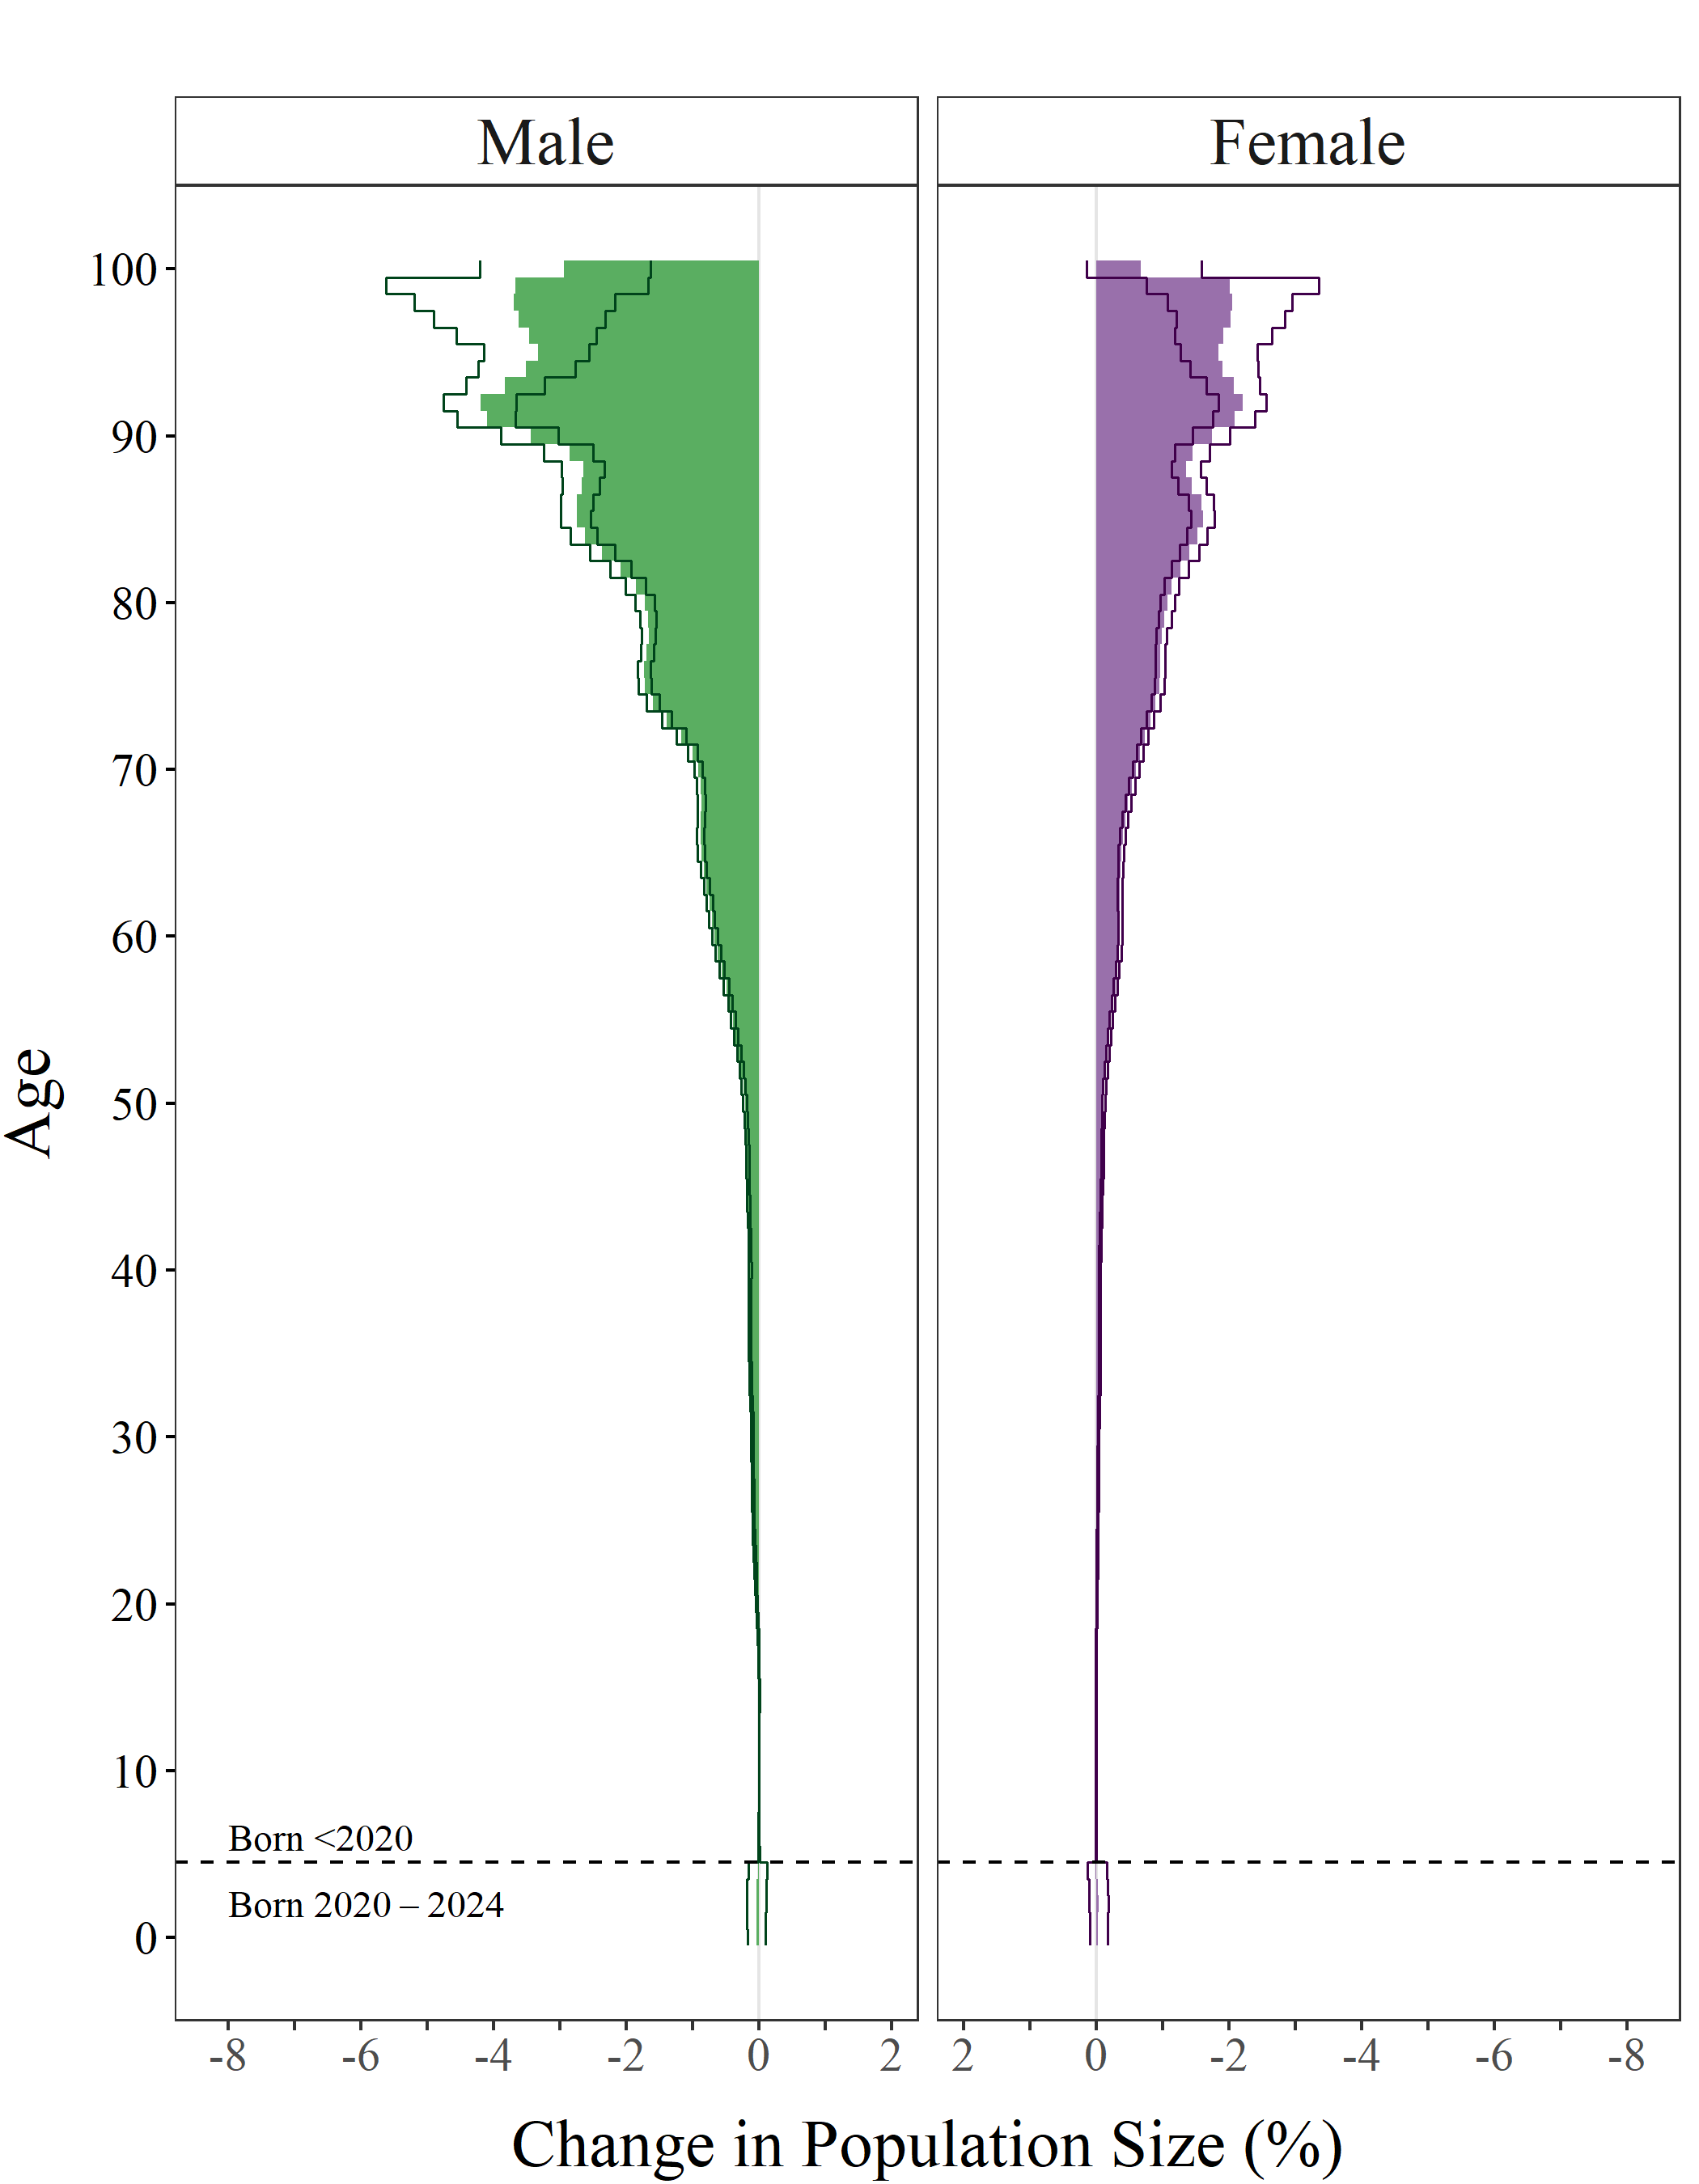 Male Female
100
90
80
70
60
50
40
30
20
10
0
Age
Born <2020
Born 2020 – 2024
-8 -6 -4 -2 0 2 2 0 -2 -4 -6 -8
Change in Population Size (%)